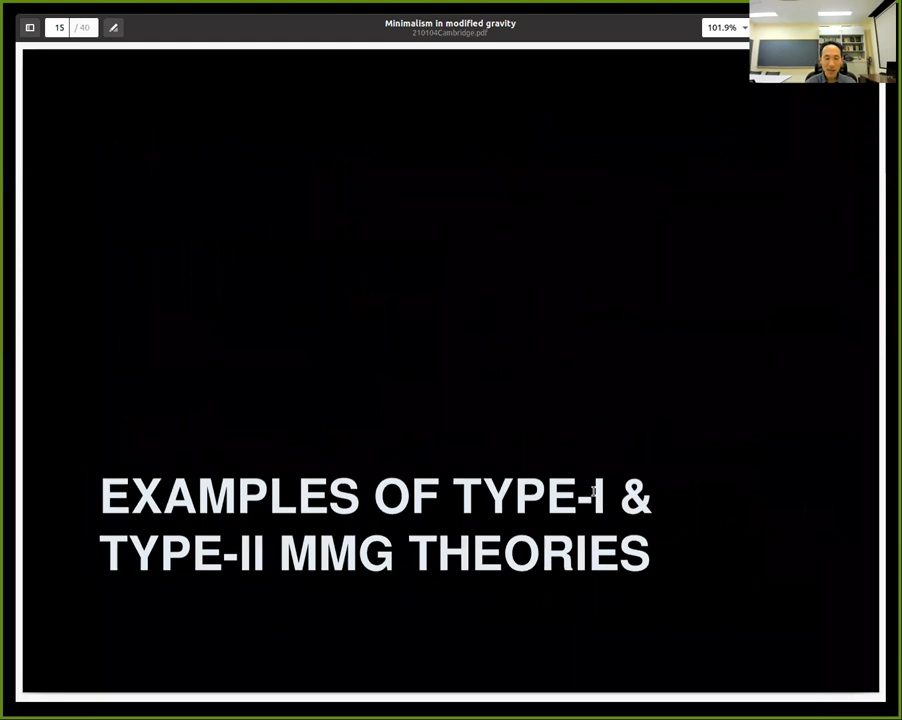 15 / 40
Minimalism in modified gravity
210104Cambridge.pdf
101.9%
EXAMPLES OF TYPE-I &
TYPE-II MMG THEORIES